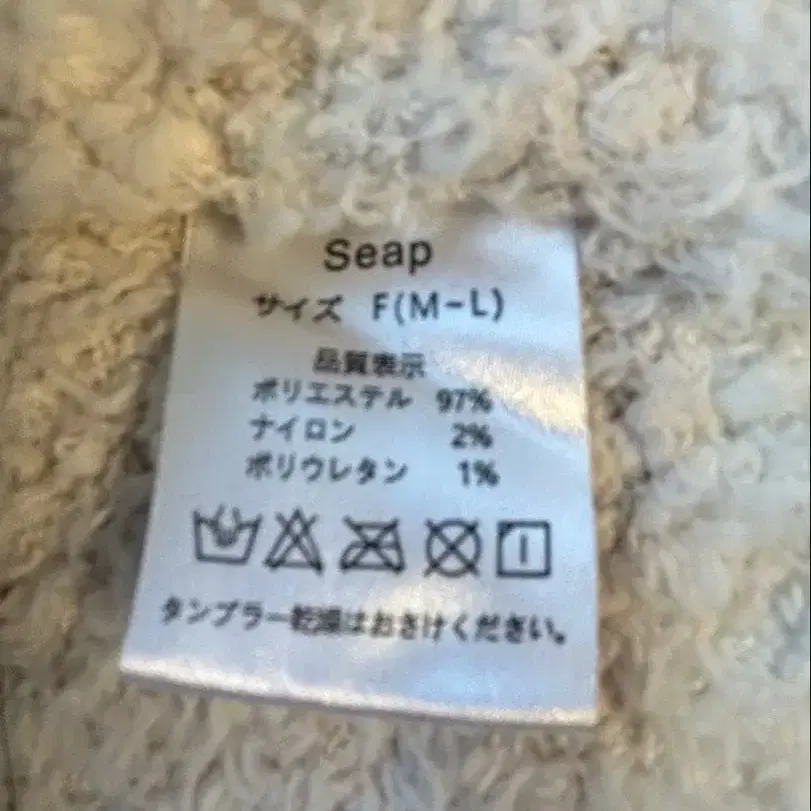 Seap
サイズ F(M-L)
品質表示
ポリエステル 97%
ナイロン 2%
ポリウレタン 1%
タンブラー乾燥はおさけください。